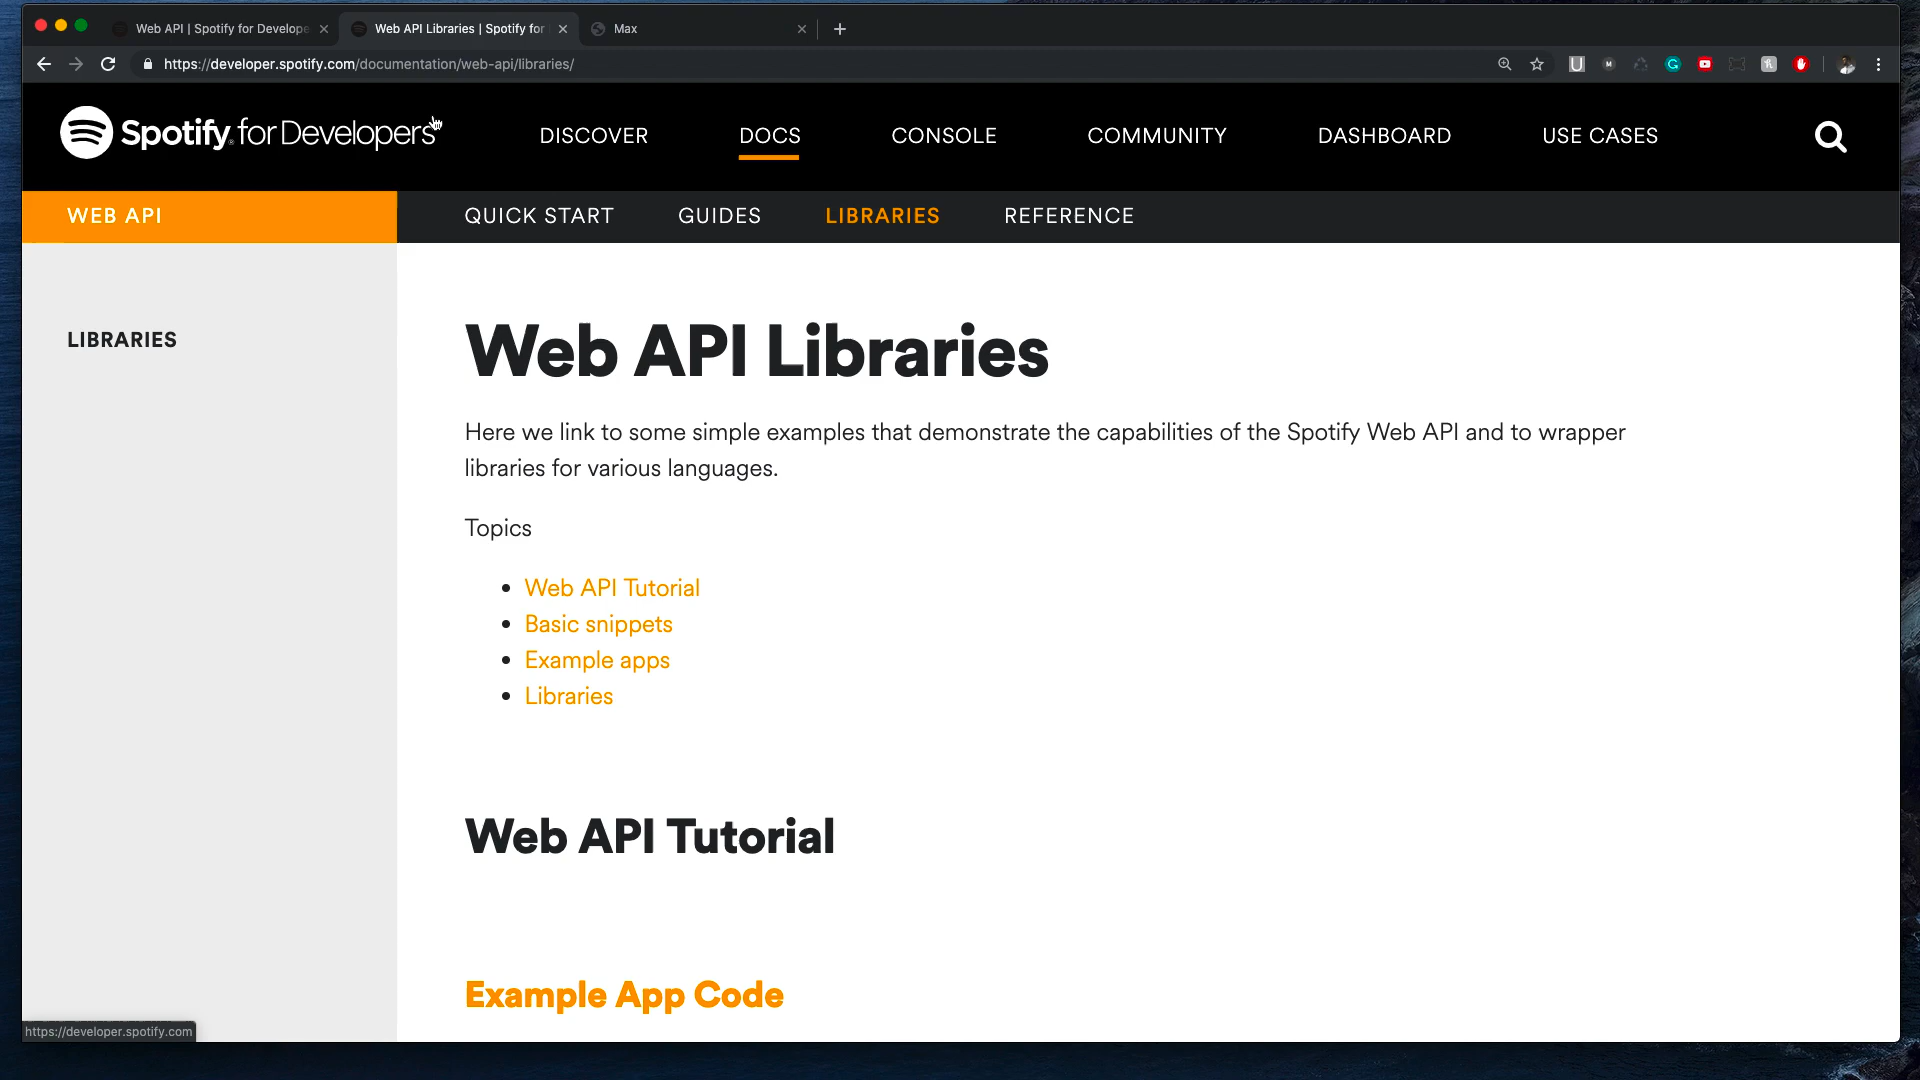 Web API | Spotify for Develope
Web API Libraries | Spotify for
Max
https://developer.spotify.com/documentation/web-api/libraries/
Spotify for Developers
DISCOVER
DOCS
CONSOLE
COMMUNITY
DASHBOARD
USE CASES
WEB API
QUICK START
GUIDES
LIBRARIES
REFERENCE
LIBRARIES
Web API Libraries
Here we link to some simple examples that demonstrate the capabilities of the Spotify Web API and to wrapper
libraries for various languages.
Topics
Web API Tutorial
Basic snippets
Example apps
Libraries
Web API Tutorial
Example App Code
https://developer.spotify.com